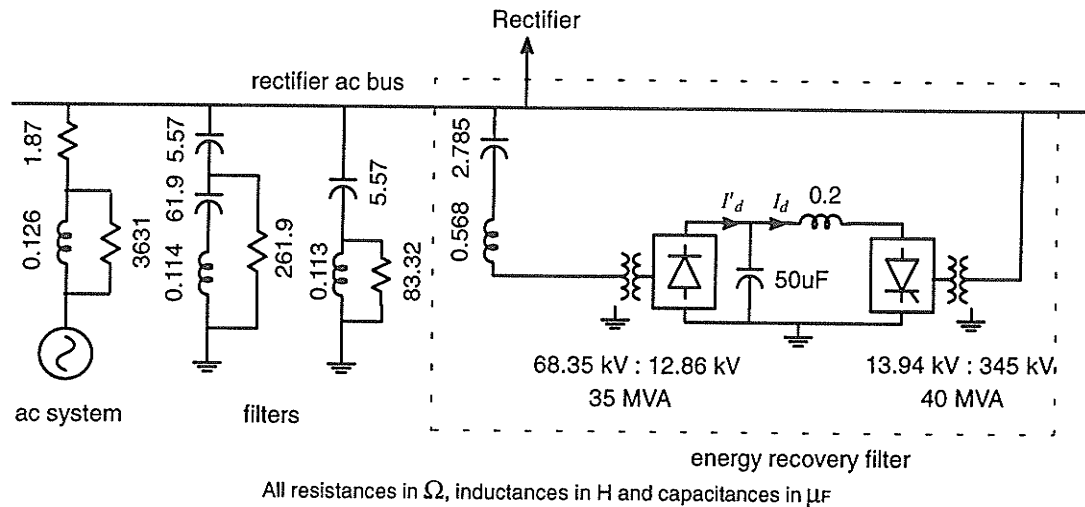 Rectifier
rectifier ac bus
1.87
0.126
3631
5.57
61.9
0.114
261.9
5.57
0.113
83.32
2.785
0.568
I'd
Id
0.2
50uF
68.35 kV : 12.86 kV
35 MVA
13.94 kV : 345 kV
40 MVA
ac system
filters
energy recovery filter
All resistances in Ω, inductances in H and capacitances in μF